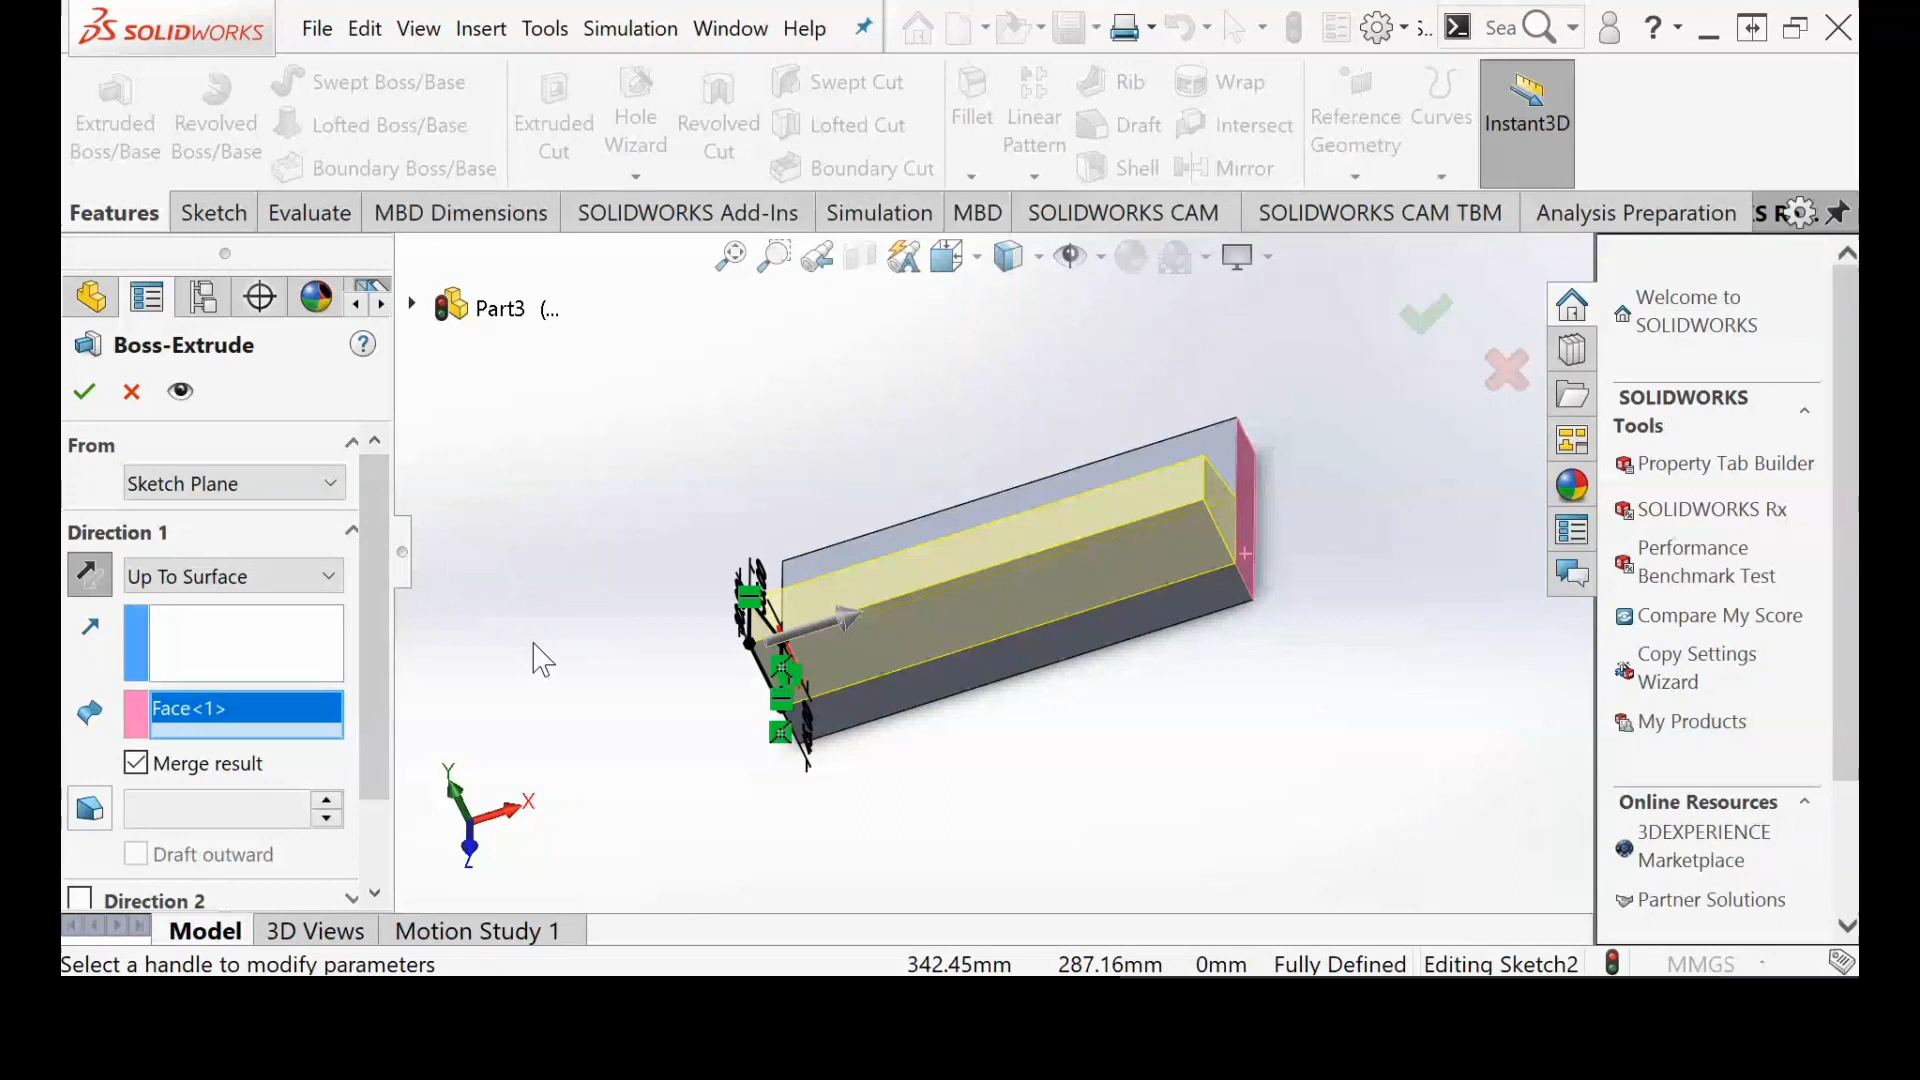 SOLIDWORKS File Edit View Insert Tools Simulation Window Help S.. Sea ?
Extruded Boss/Base
Revolved Boss/Base
Swept Boss/Base
Lofted Boss/Base
Boundary Boss/Base
Extruded Cut
Hole Wizard
Revolved Cut
Swept Cut
Lofted Cut
Boundary Cut
Fillet
Linear Pattern
Rib
Draft
Shell
Wrap
Intersect
Mirror
Reference Geometry
Curves
Instant3D
Features Sketch Evaluate MBD Dimensions SOLIDWORKS Add-Ins Simulation MBD SOLIDWORKS CAM SOLIDWORKS CAM TBM Analysis Preparation
Part3 (...
Boss-Extrude ?
From
Sketch Plane
Direction 1
Up To Surface
Face<1>
Merge result
Draft outward
Direction 2
Y
X
Z
Welcome to
SOLIDWORKS
SOLIDWORKS
Tools
Property Tab Builder
SOLIDWORKS Rx
Performance
Benchmark Test
Compare My Score
Copy Settings
Wizard
My Products
Online Resources
3DEXPERIENCE
Marketplace
Partner Solutions
Model 3D Views Motion Study 1
Select a handle to modify parameters 342.45mm 287.16mm 0mm Fully Defined Editing Sketch2 MMGS